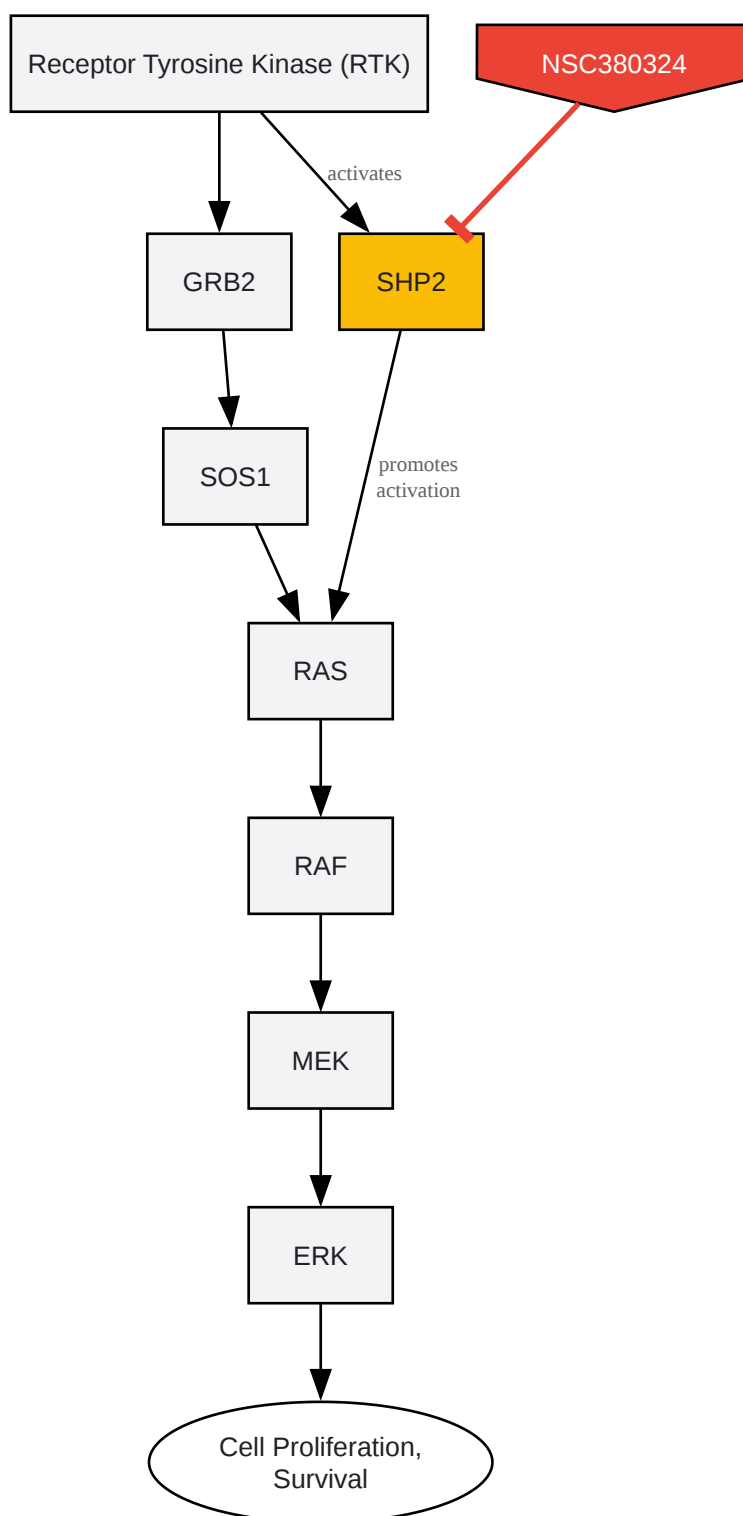 Receptor Tyrosine Kinase (RTK)
NSC380324
activates
GRB2
SHP2
SOS1
promotes
activation
RAS
RAF
MEK
ERK
Cell Proliferation,
Survival